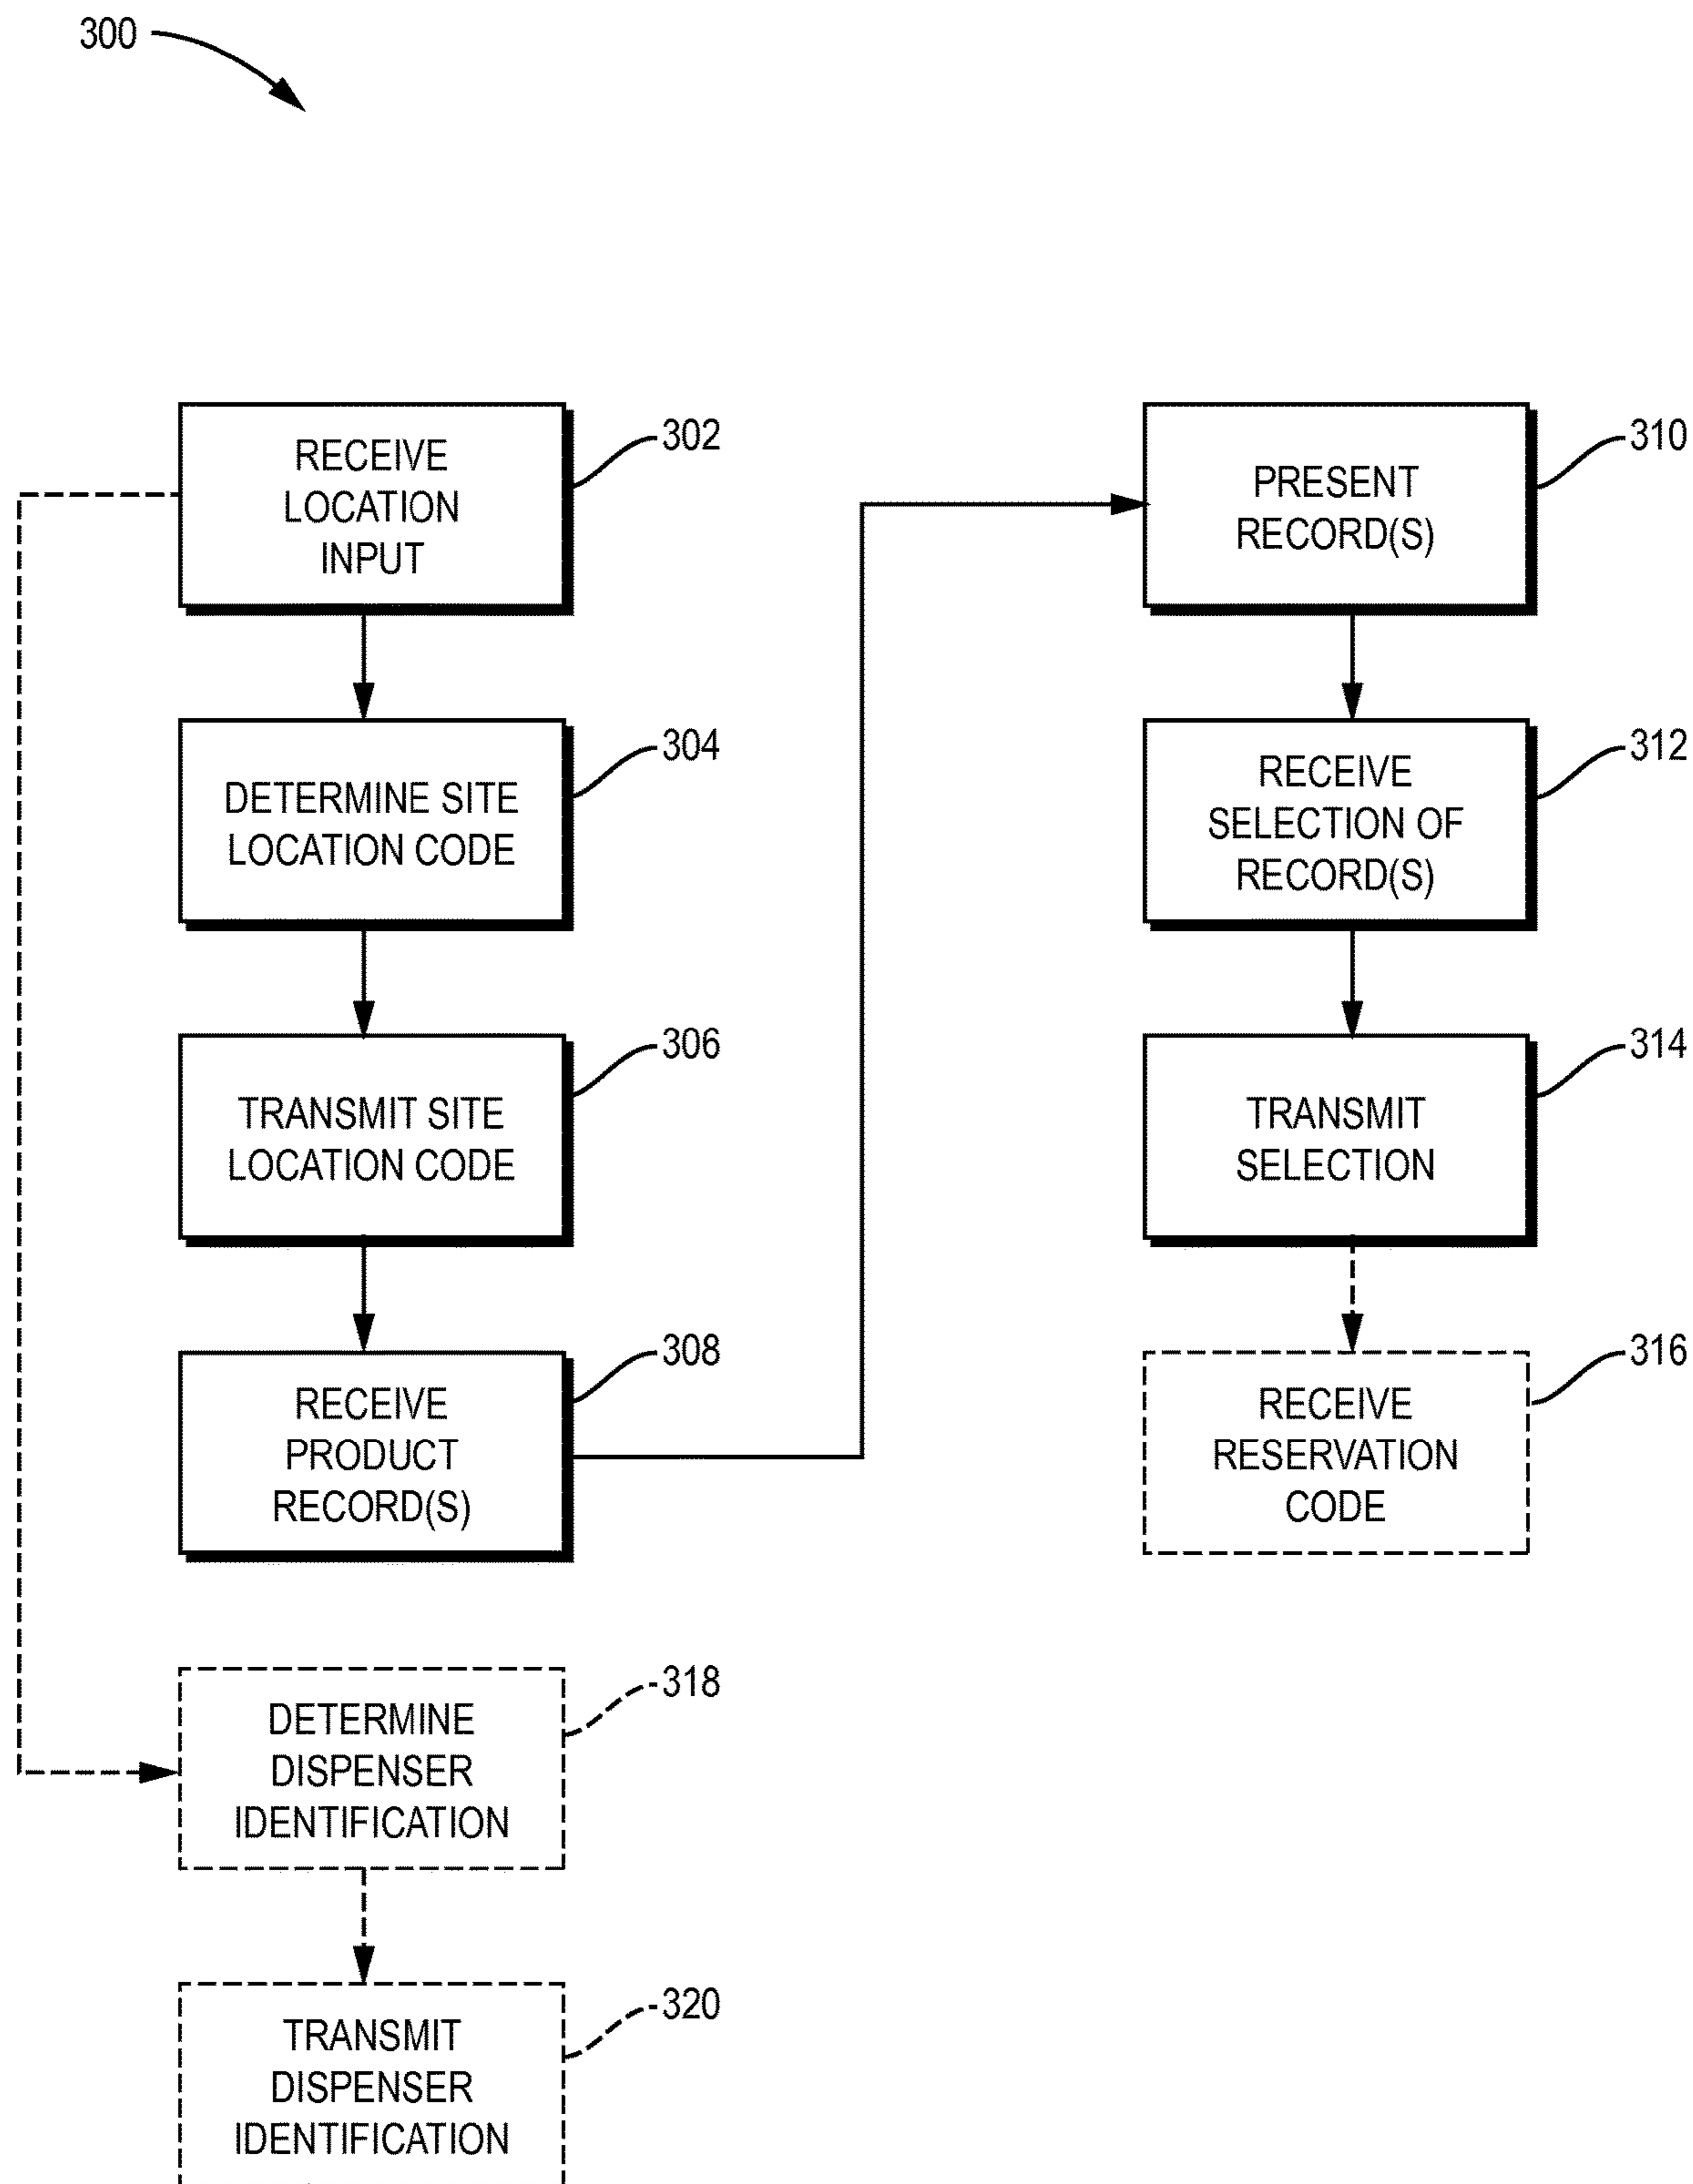 300
RECEIVE
LOCATION
INPUT
302
DETERMINE SITE
LOCATION CODE
304
TRANSMIT SITE
LOCATION CODE
306
RECEIVE
PRODUCT
RECORD(S)
308
PRESENT
RECORD(S)
310
RECEIVE
SELECTION OF
RECORD(S)
312
TRANSMIT
SELECTION
314
RECEIVE
RESERVATION
CODE
316
DETERMINE
DISPENSER
IDENTIFICATION
318
TRANSMIT
DISPENSER
IDENTIFICATION
320